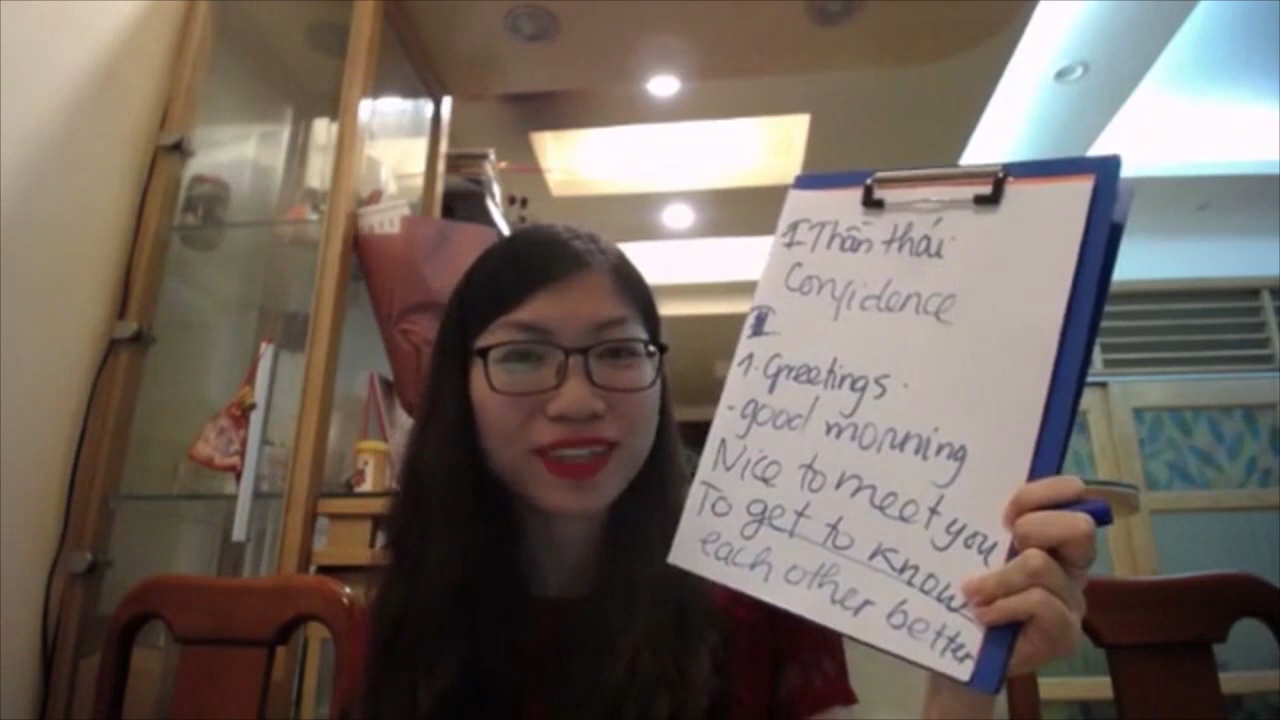 I Thần thái
Confidence
II
1. Greetings.
- good morning
Nice to meet you
To get to know
each other better